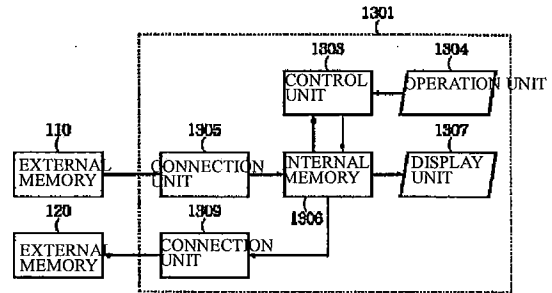 1301
1303
1304
CONTROL
UNIT
OPERATION UNIT
110
1305
1307
EXTERNAL
MEMORY
CONNECTION
UNIT
INTERNAL
MEMORY
DISPLAY
UNIT
120
1309
1306
EXTERNAL
MEMORY
CONNECTION
UNIT